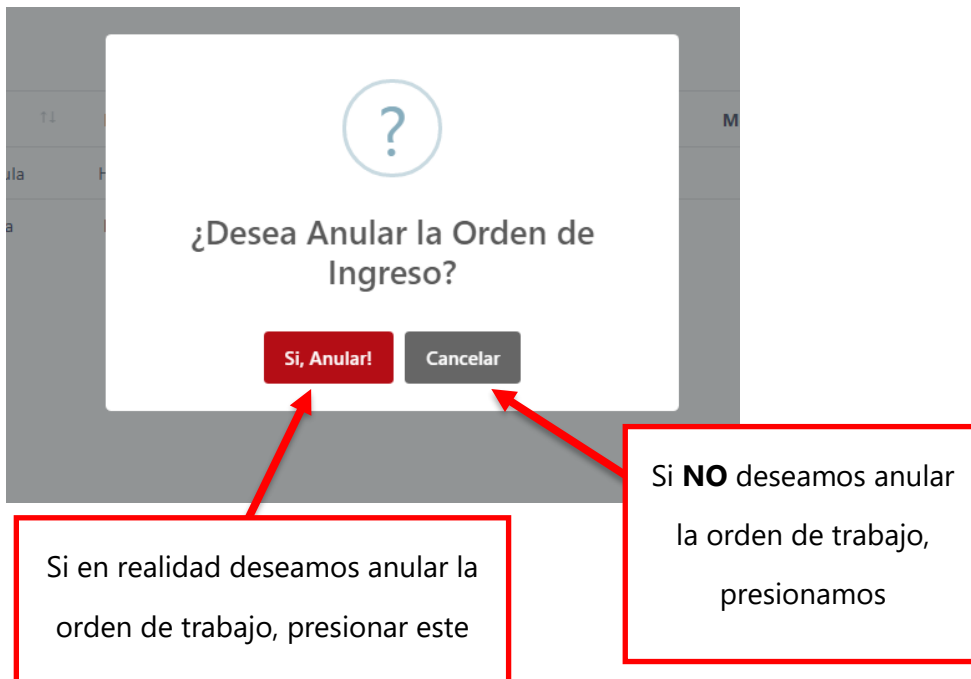 ↑↓
M
ula
H
a
?
¿Desea Anular la Orden de
Ingreso?
Si, Anular!
Cancelar
Si NO deseamos anular
la orden de trabajo,
presionamos
Si en realidad deseamos anular la
orden de trabajo, presionar este